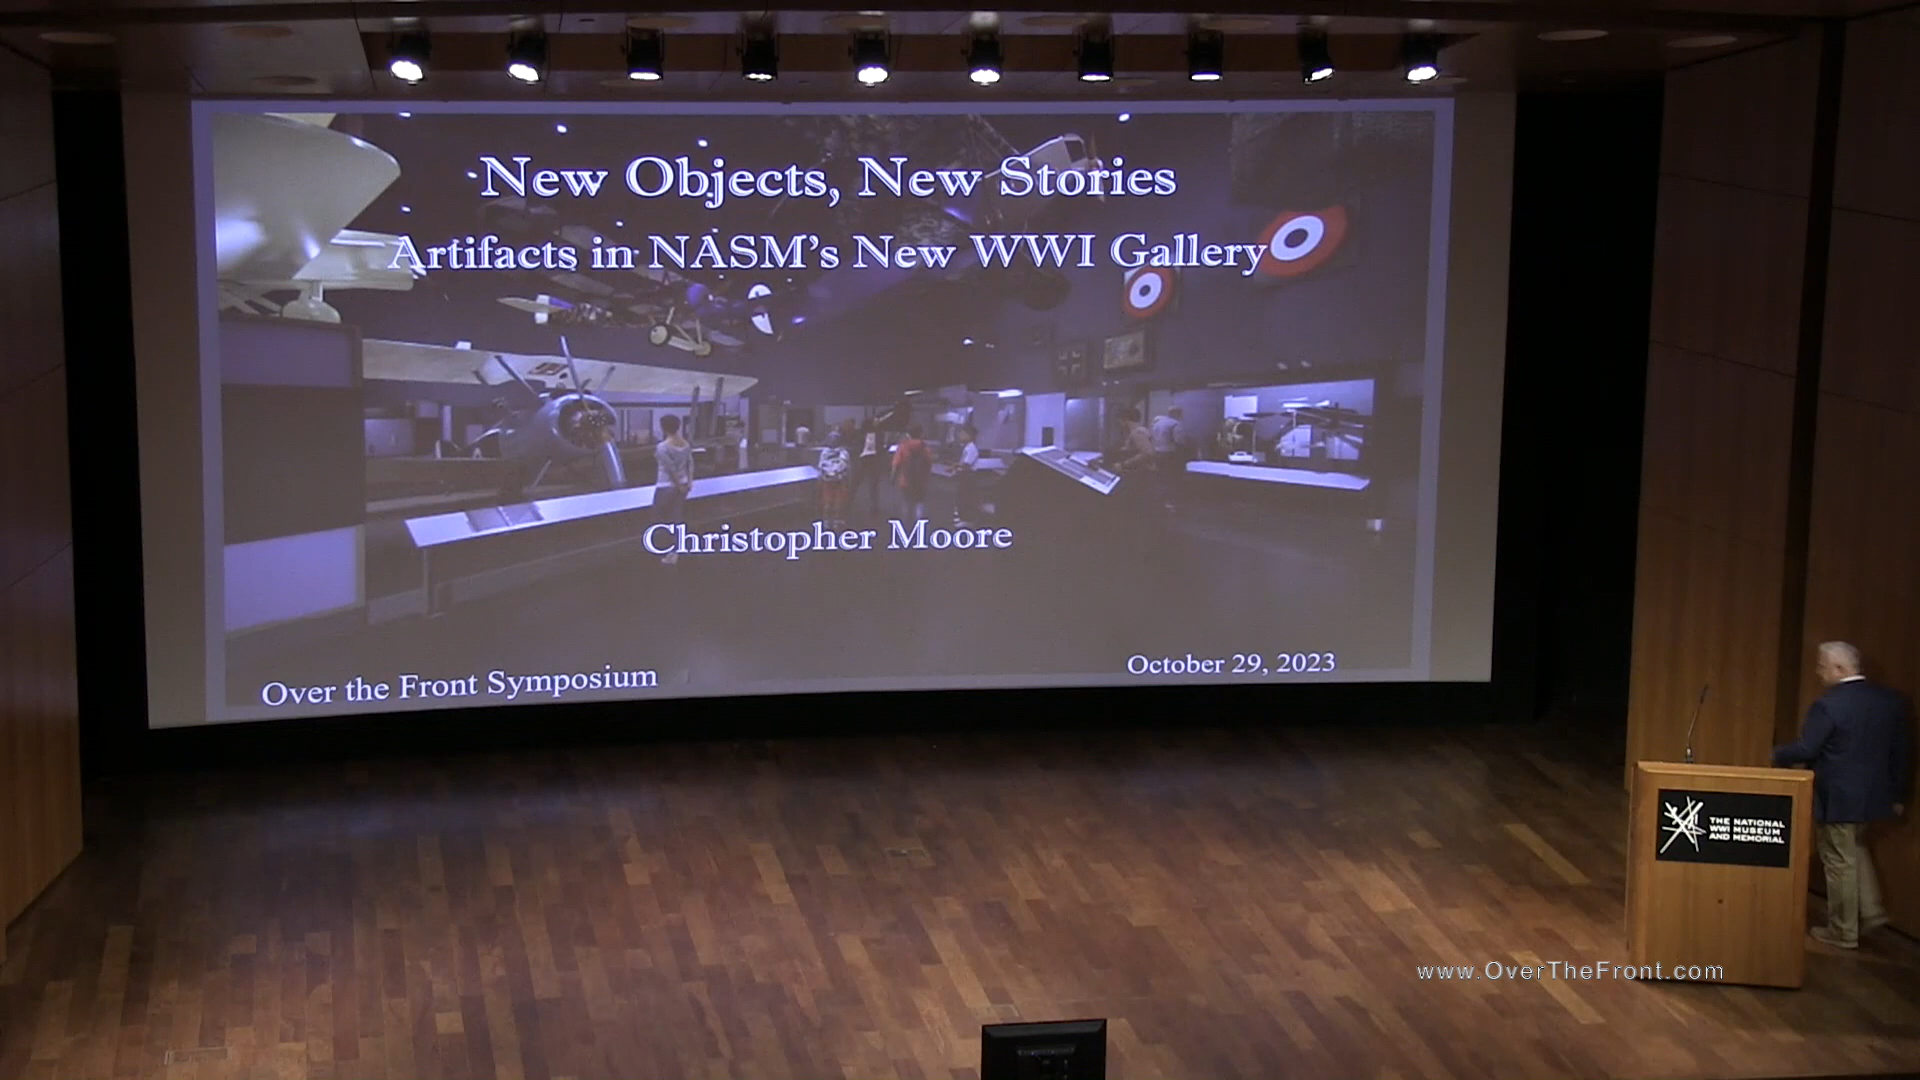 New Objects, New Stories
Artifacts in NASM's New WWI Gallery
Christopher Moore
Over the Front Symposium
October 29, 2023
THE NATIONAL
WWI MUSEUM
AND MEMORIAL
www.OverTheFront.com